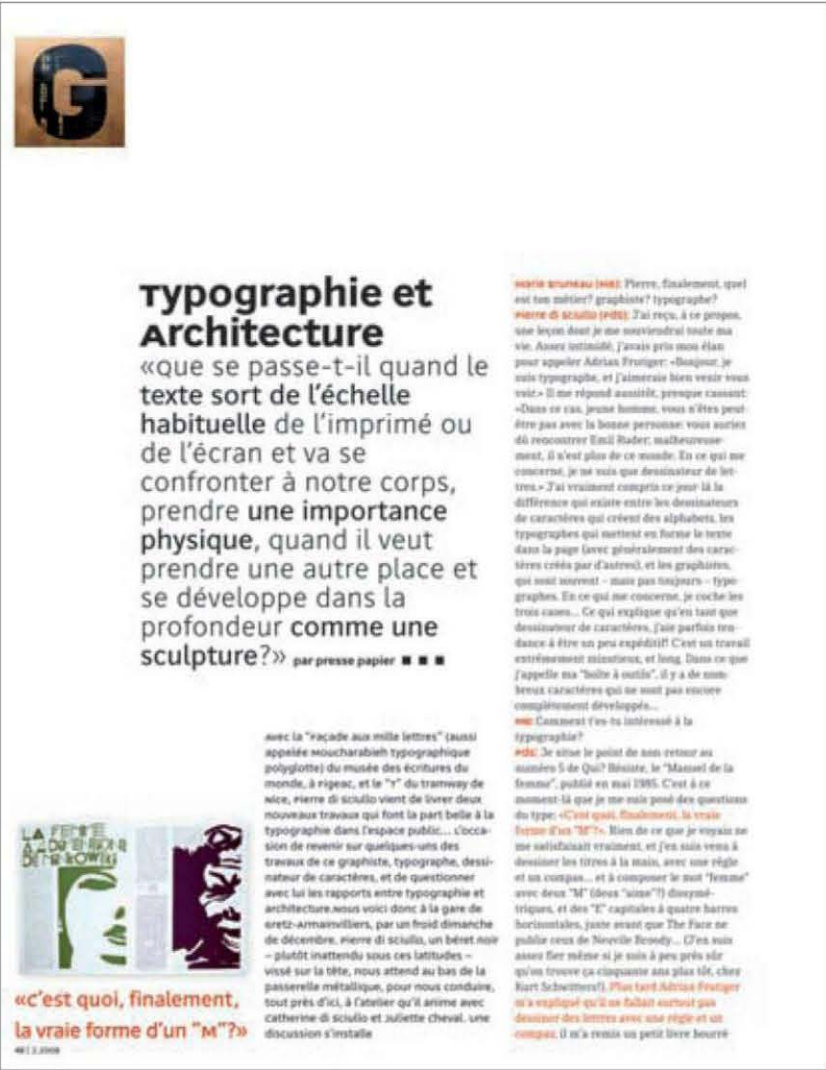 G
Typographie et
Architecture
«Que se passe-t-il quand le
texte sort de l'échelle
habituelle de l'imprimé ou
de l'écran et va se
confronter à notre corps,
prendre une importance
physique, quand il veut
prendre une autre place et
se développe dans la
profondeur comme une
sculpture?» par presse papier ■ ■ ■
Avec la "Façade aux mille lettres" (aussi
appelée Moucharabieh typographique
polyglotte) du musée des écritures du
monde, à Figeac, et le "T" du tramway de
Nice, Pierre di Sciullo vient de livrer deux
nouveaux travaux qui font la part belle à la
typographie dans l'espace public... L'occa-
sion de revenir sur quelques-uns des
travaux de ce graphiste, typographe, dessi-
nateur de caractères, et de questionner
avec lui les rapports entre typographie et
architecture.Nous voici donc à la gare de
Gretz-Armainvilliers, par un froid dimanche
de décembre. Pierre di Sciullo, un béret noir
– plutôt inattendu sous ces latitudes –
vissé sur la tête, nous attend au bas de la
passerelle métallique, pour nous conduire,
tout près d'ici, à l'atelier qu'il anime avec
Catherine di Sciullo et Juliette Cheval. Une
discussion s'installe
LA FEMME
À 2 DIMENSIONS
DE MINKOWSKI
«C'est quoi, finalement,
la vraie forme d'un "M"?»
48 | 2.2008
Marie Bruneau (MB): Pierre, finalement, quel
est ton métier? graphiste? typographe?
Pierre di Sciullo (PDS): J'ai reçu, à ce propos,
une leçon dont je me souviendrai toute ma
vie. Assez intimidé, j'avais pris mon élan
pour appeler Adrian Frutiger: «Bonjour, je
suis typographe, et j'aimerais bien venir vous
voir.» Il me répond aussitôt, presque cassant:
«Dans ce cas, jeune homme, vous n'êtes peut-
être pas avec la bonne personne: vous auriez
dû rencontrer Emil Ruder; malheureuse-
ment, il n'est plus de ce monde. En ce qui me
concerne, je ne suis que dessinateur de let-
tres.» J'ai vraiment compris ce jour là la
différence qui existe entre les dessinateurs
de caractères qui créent des alphabets, les
typographes qui mettent en forme le texte
dans la page (avec généralement des carac-
tères créés par d'autres), et les graphistes,
qui sont souvent – mais pas toujours – typo-
graphes. En ce qui me concerne, je coche les
trois cases... Ce qui explique qu'en tant que
dessinateur de caractères, j'aie parfois ten-
dance à être un peu expéditif! C'est un travail
extrêmement minutieux, et long. Dans ce que
j'appelle ma "boîte à outils", il y a de nom-
breux caractères qui ne sont pas encore
complètement développés...
MB: Comment t'es-tu intéressé à la
typographie?
PDS: Je situe le point de non retour au
numéro 5 de Qui? Résiste, le "Manuel de la
femme", publié en mai 1985. C'est à ce
moment-là que je me suis posé des questions
du type: «C'est quoi, finalement, la vraie
forme d'un "M"?». Rien de ce que je voyais ne
me satisfaisait vraiment, et j'en suis venu à
dessiner les titres à la main, avec une règle
et un compas... et à composer le mot "femme"
avec deux "M" (deux "aime"?) dissymé-
triques, et des "E" capitales à quatre barres
horizontales, juste avant que The Face ne
publie ceux de Neville Brody... (J'en suis
assez fier même si je suis à peu près sûr
qu'on trouve ça cinquante ans plus tôt, chez
Kurt Schwitters!). Plus tard Adrian Frutiger
m'a expliqué qu'il ne fallait surtout pas
dessiner des lettres avec une règle et un
compas; il m'a remis un petit livre bourré